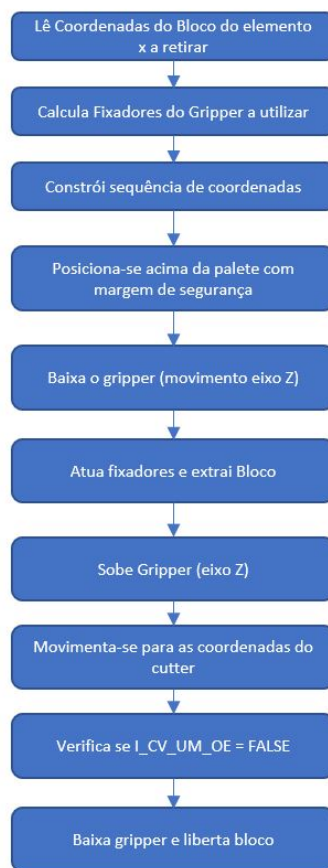 Lê Coordenadas do Bloco do elemento
x a retirar
Calcula Fixadores do Gripper a utilizar
Constrói sequência de coordenadas
Posiciona-se acima da palete com
margem de segurança
Baixa o gripper (movimento eixo Z)
Atua fixadores e extrai Bloco
Sobe Gripper (eixo Z)
Movimenta-se para as coordenadas do
cutter
Verifica se I_CV_UM_OE = FALSE
Baixa gripper e liberta bloco